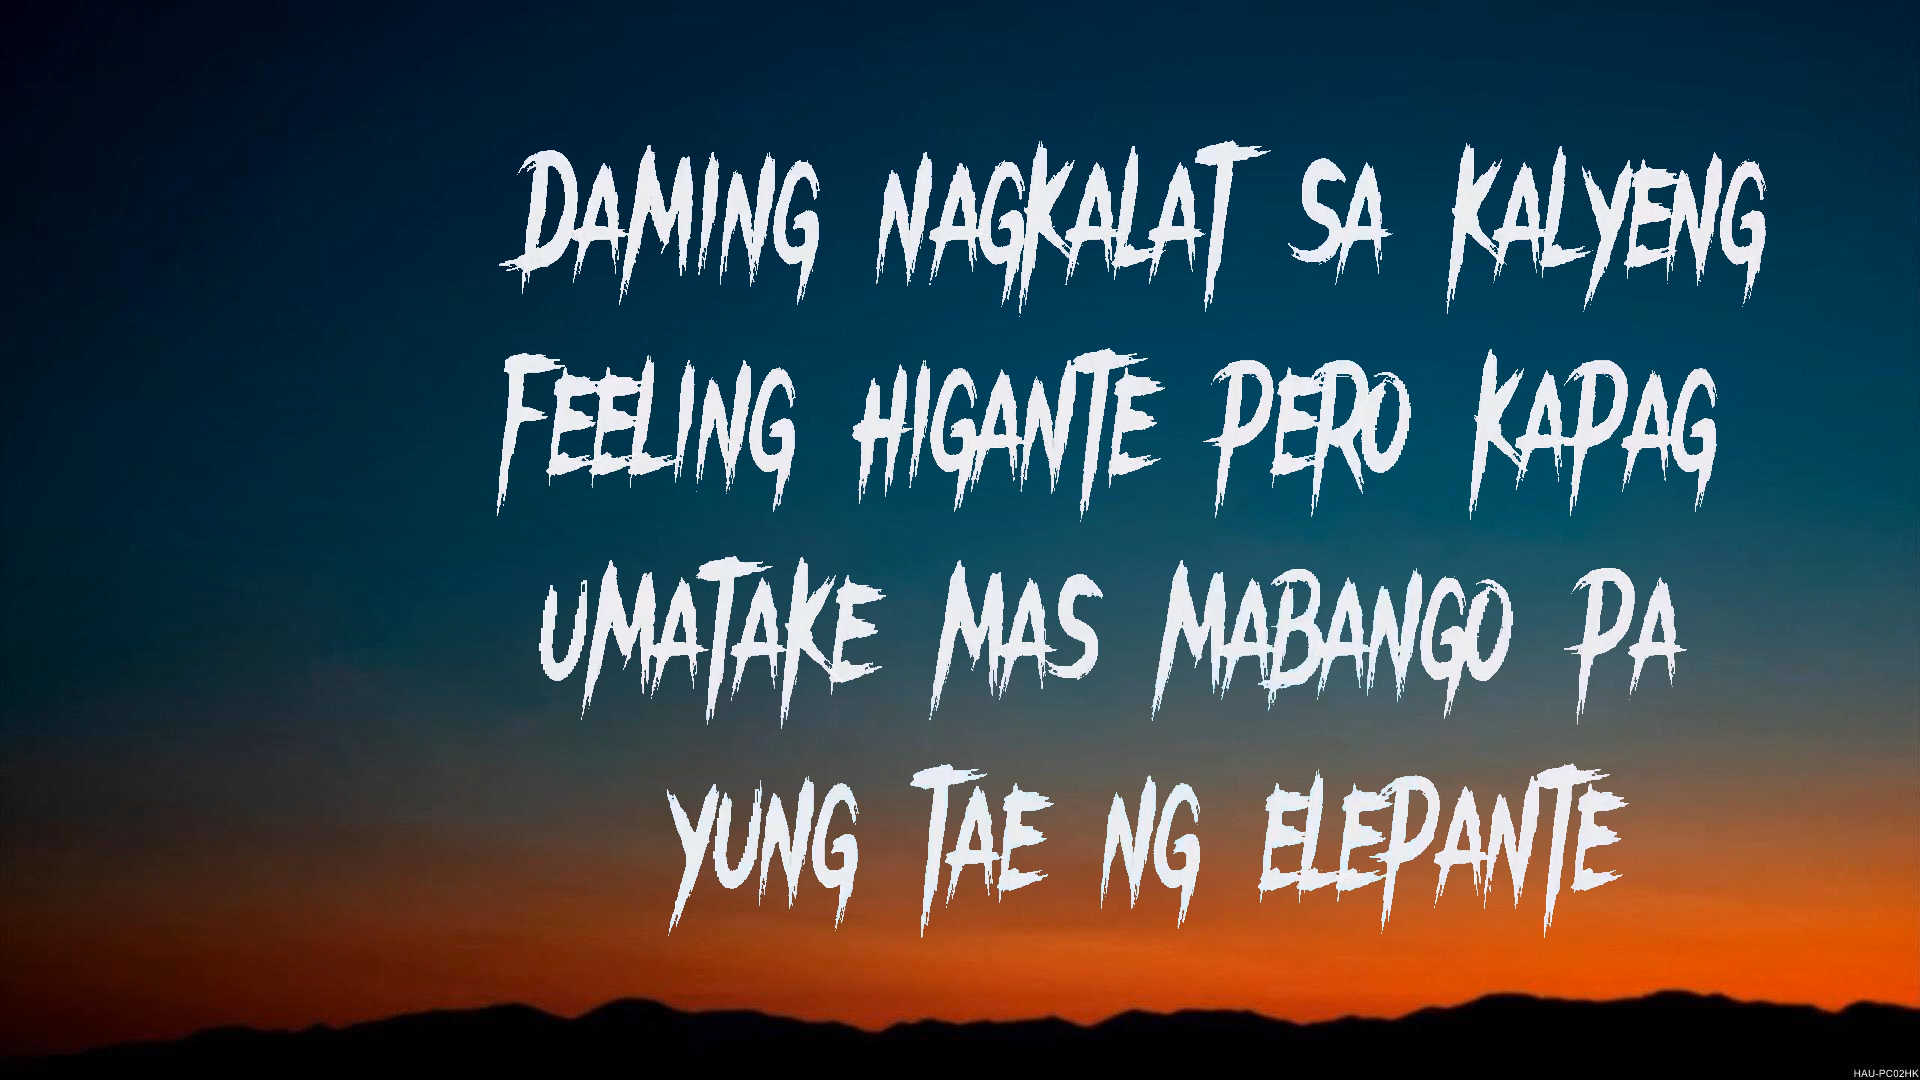 DAMING NAGKALAT SA KALYENG
FEELING HIGANTE PERO KAPAG
UMATAKE MAS MABANGO PA
YUNG TAE NG ELEPANTE
HAU-PC02HK